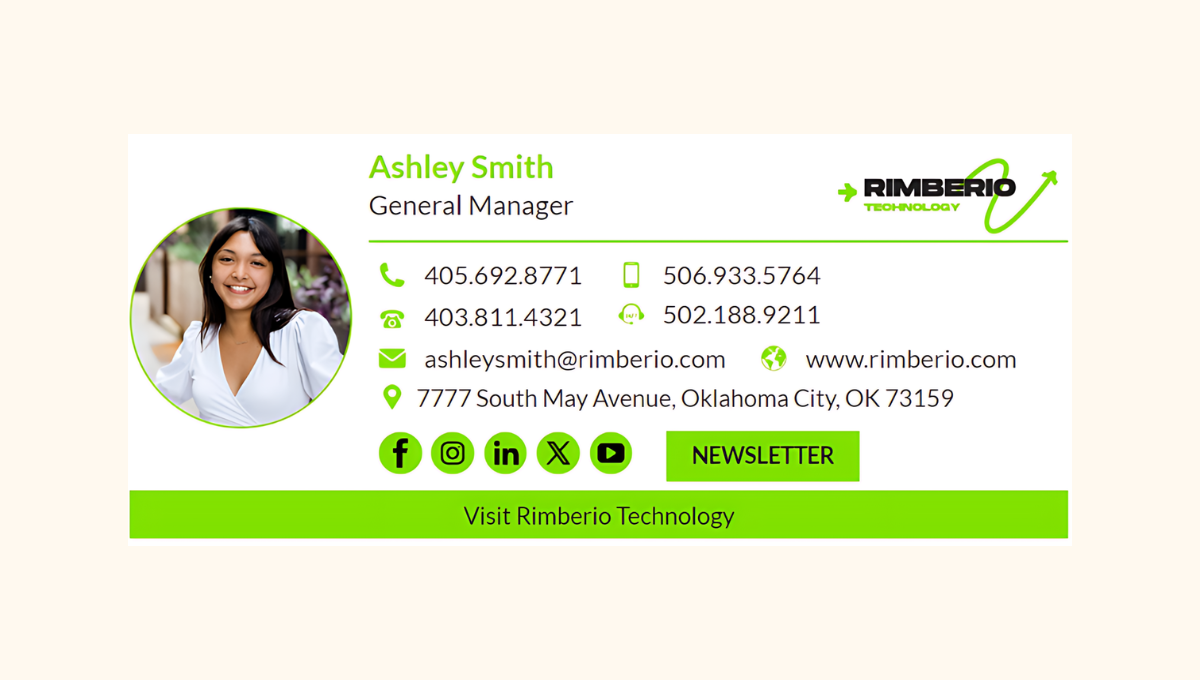 Ashley Smith
General Manager
RIMBERIO
TECHNOLOGY
405.692.8771 506.933.5764
403.811.4321 502.188.9211
ashleysmith@rimberio.com www.rimberio.com
7777 South May Avenue, Oklahoma City, OK 73159
NEWSLETTER
Visit Rimberio Technology